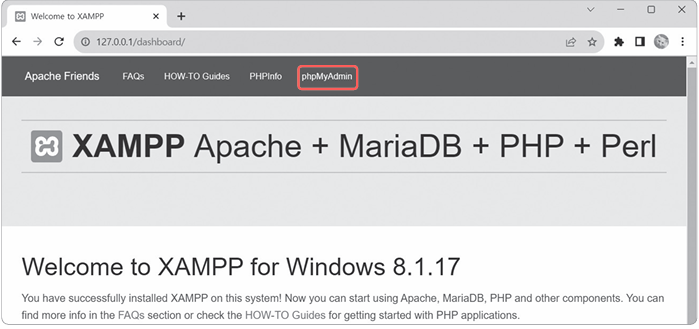 Welcome to XAMPP
127.0.0.1/dashboard/
Apache Friends FAQs HOW-TO Guides PHPInfo phpMyAdmin
XAMPP Apache + MariaDB + PHP + Perl
Welcome to XAMPP for Windows 8.1.17
You have successfully installed XAMPP on this system! Now you can start using Apache, MariaDB, PHP and other components. You can
find more info in the FAQs section or check the HOW-TO Guides for getting started with PHP applications.